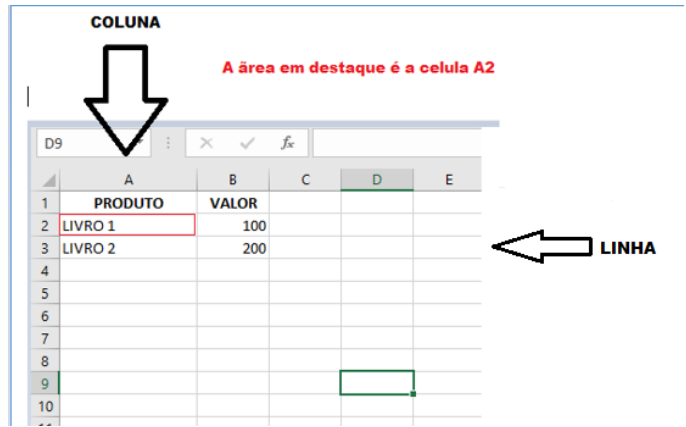 COLUNA
A ãrea em destaque é a celula A2
D9 fx
A B C D E
1 PRODUTO VALOR
2 LIVRO 1 100
3 LIVRO 2 200
LINHA
4
5
6
7
8
9
10